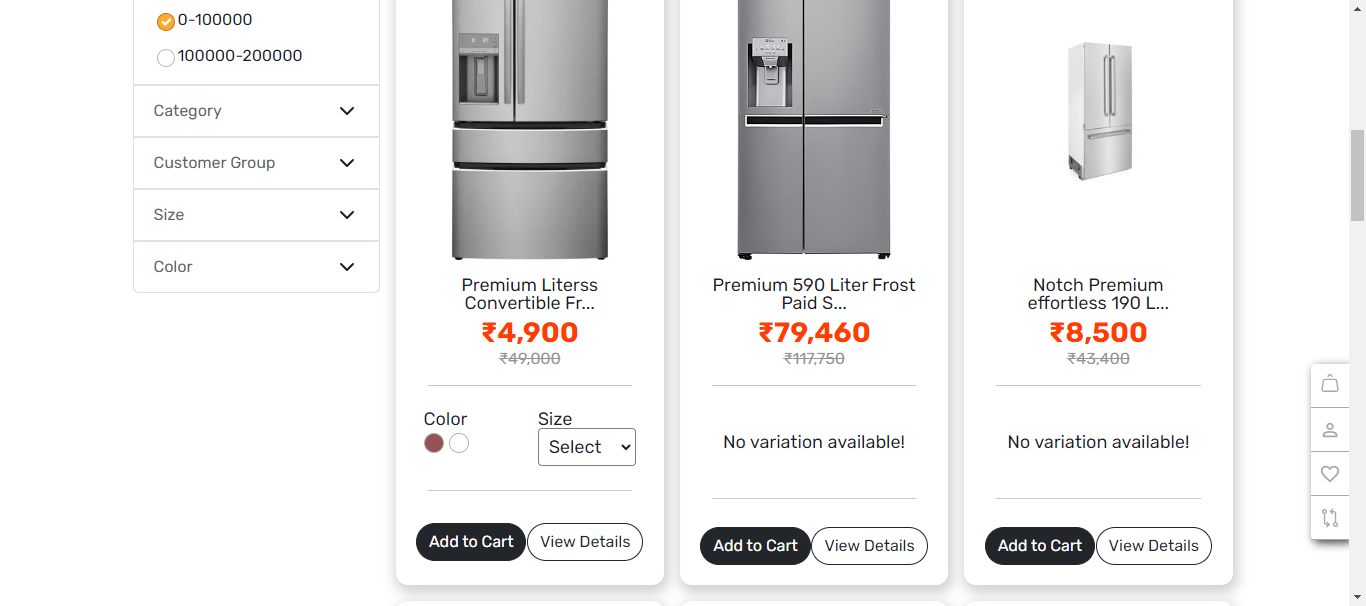 0-100000
100000-200000
Category
Customer Group
Size
Color
Premium Literss
Convertible Fr...
₹4,900
₹49,000
Color
Size
Select
Add to Cart
View Details
Premium 590 Liter Frost
Paid S...
₹79,460
₹117,750
No variation available!
Add to Cart
View Details
Notch Premium
effortless 190 L...
₹8,500
₹43,400
No variation available!
Add to Cart
View Details